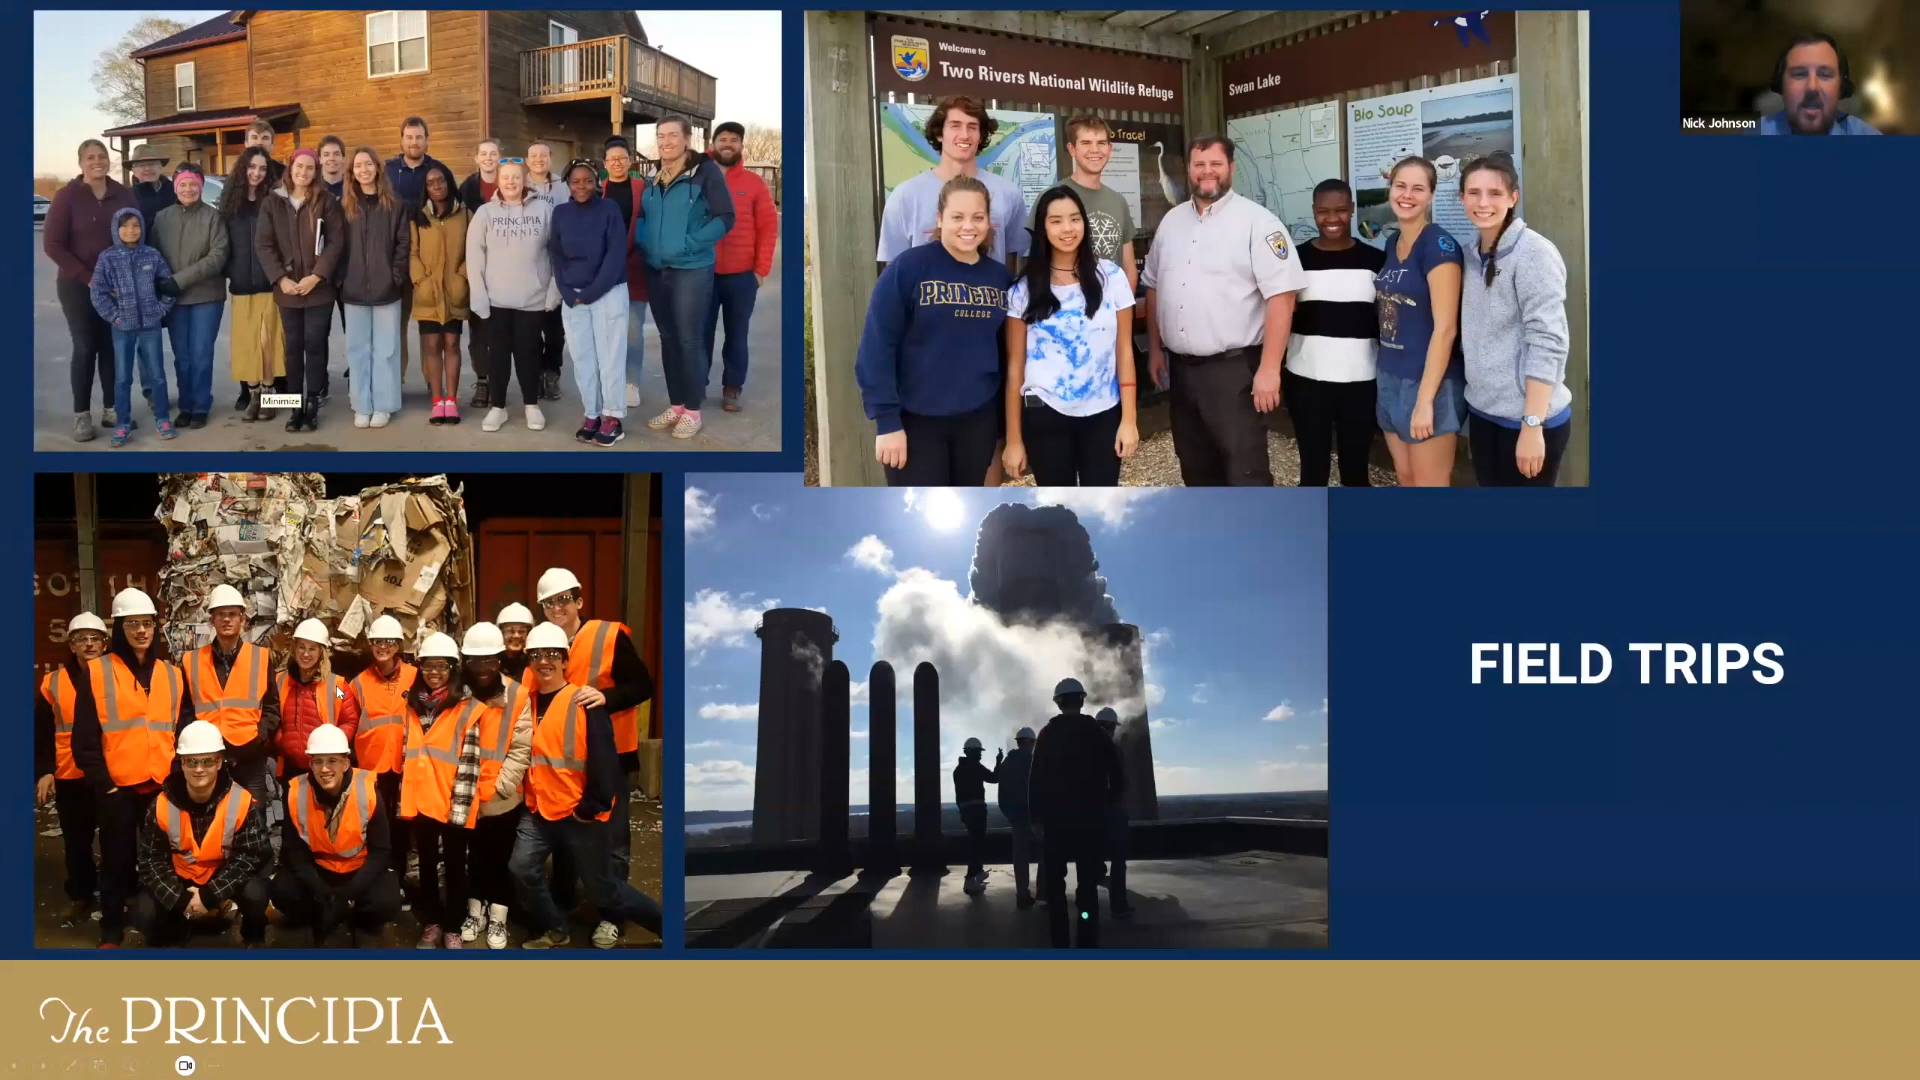 PRINCIPIA
TENNIS
Minimize
Welcome to
Two Rivers National Wildlife Refuge
Swan Lake
Bio Soup
PRINCIPIA
COLLEGE
Nick Johnson
TOP
FIELD TRIPS
The PRINCIPIA